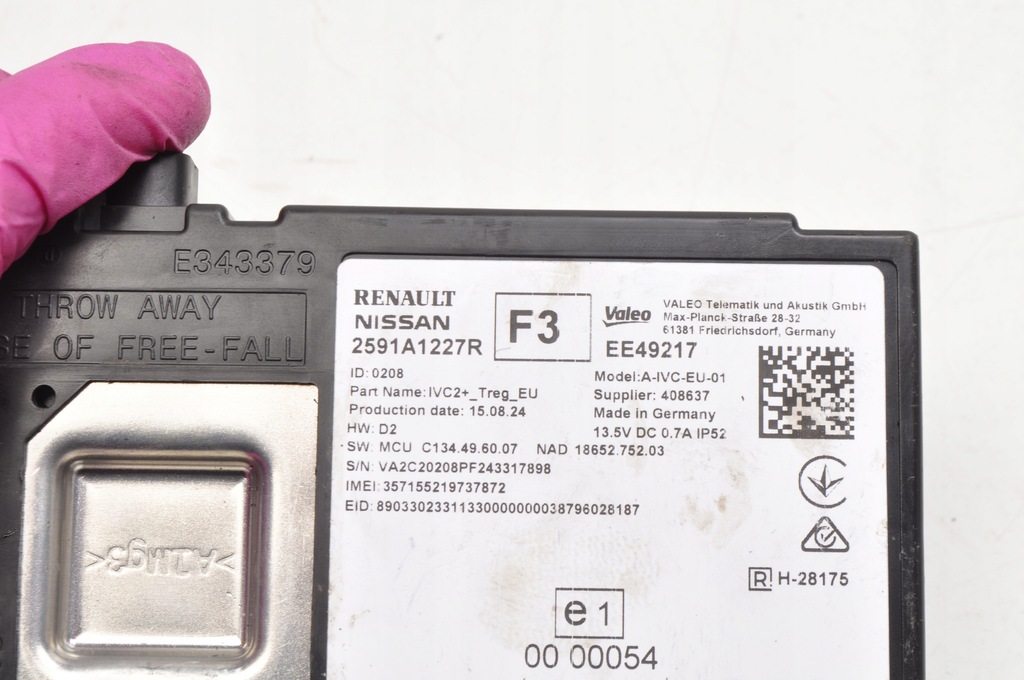 E343379
THROW AWAY
SE OF FREE-FALL
>AlMg3<
RENAULT
NISSAN
2591A1227R
F3
Valeo
VALEO Telematik und Akustik GmbH
Max-Planck-Straße 28-32
61381 Friedrichsdorf, Germany
EE49217
ID: 0208
Part Name: IVC2+_Treg_EU
Production date: 15.08.24
HW: D2
SW: MCU C134.49.60.07 NAD 18652.752.03
S/N: VA2C20208PF243317898
IMEI: 357155219737872
EID: 89033023311330000000038796028187
Model: A-IVC-EU-01
Supplier: 408637
Made in Germany
13.5V DC 0.7A IP52
R H-28175
e1
00 00054